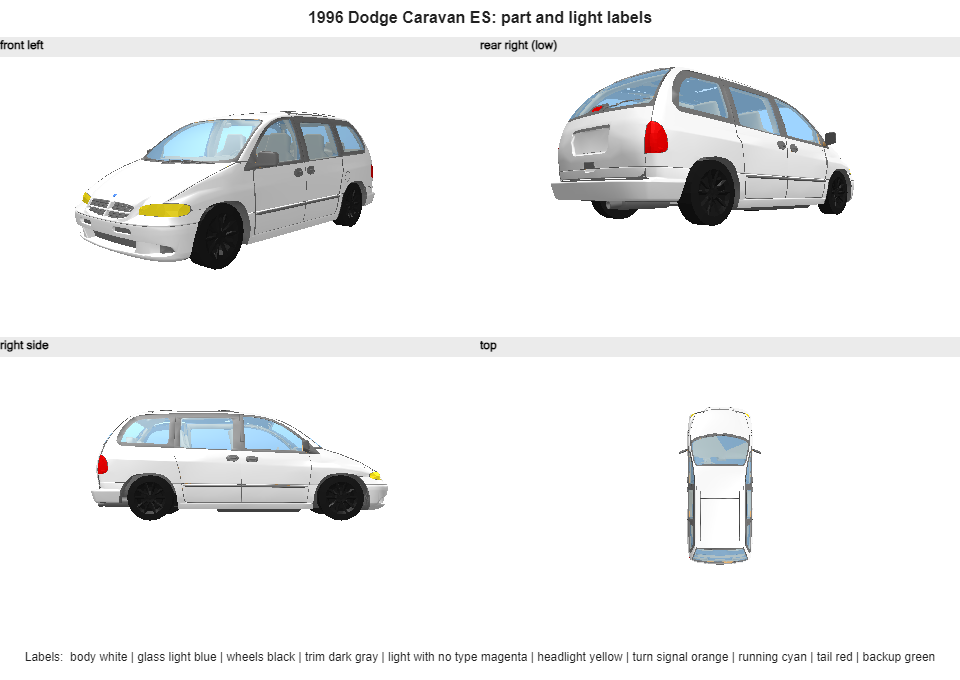 1996 Dodge Caravan ES: part and light labels
front left
rear right (low)
right side
top
Labels:  body white | glass light blue | wheels black | trim dark gray | light with no type magenta | headlight yellow | turn signal orange | running cyan | tail red | backup green